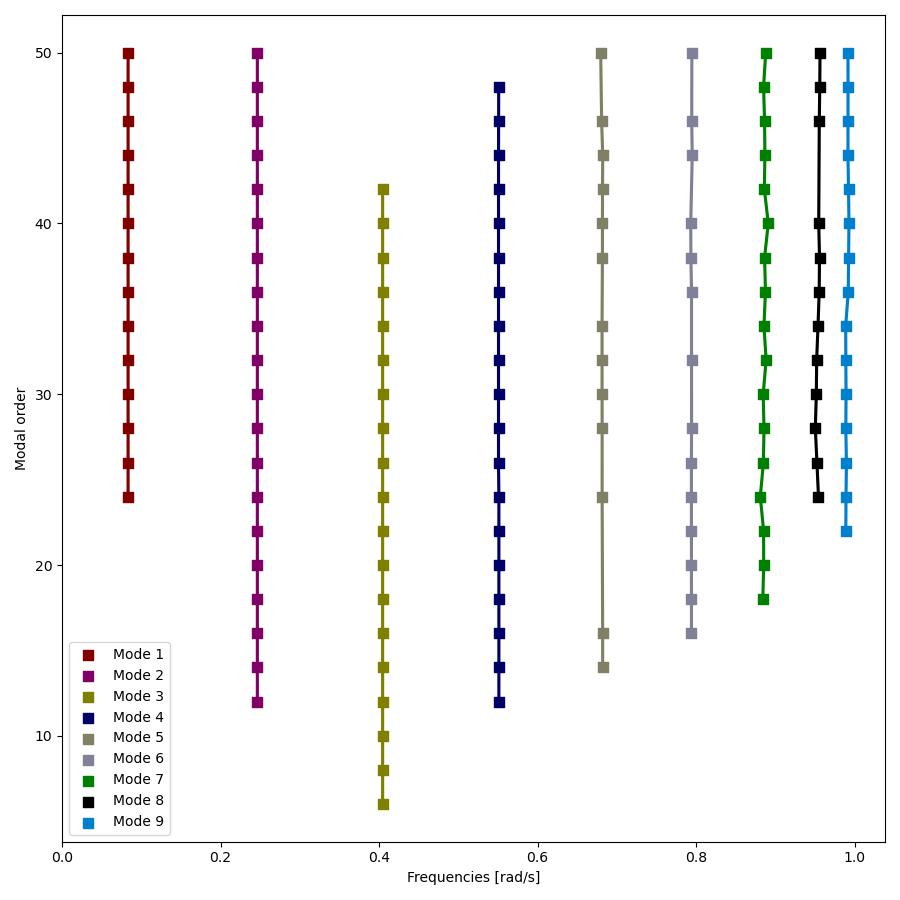 50
40
30
20
10
Modal order
Mode 1
Mode 2
Mode 3
Mode 4
Mode 5
Mode 6
Mode 7
Mode 8
Mode 9
0.0 0.2 0.4 0.6 0.8 1.0
Frequencies [rad/s]